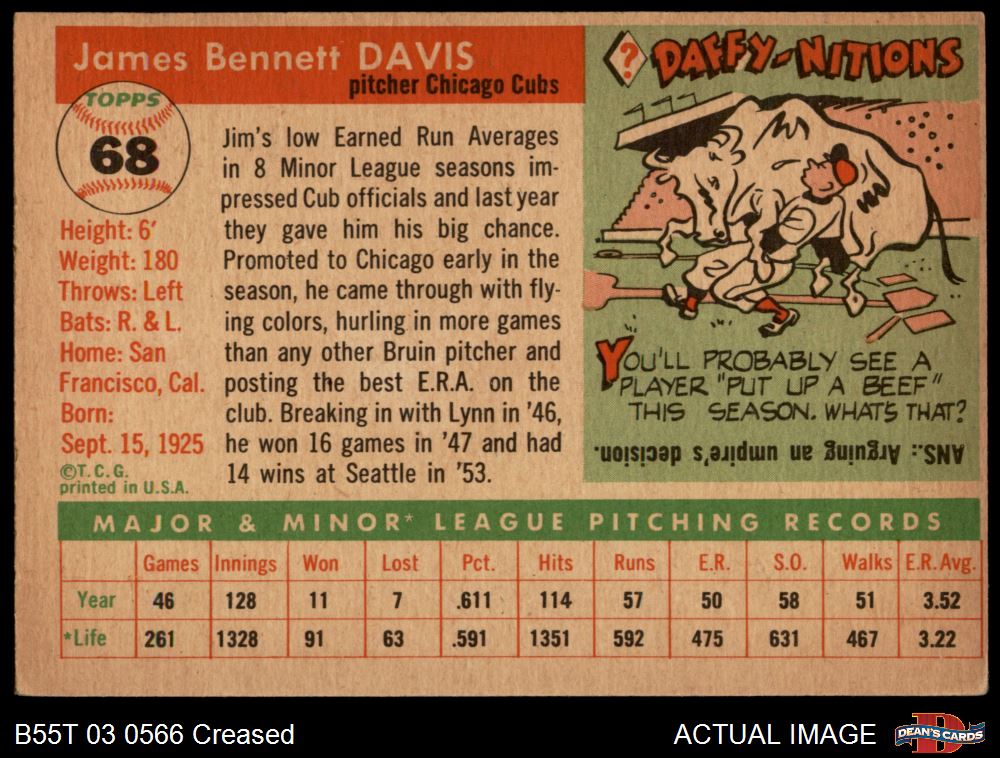 James Bennett DAVIS
pitcher Chicago Cubs
TOPPS
68
Height: 6'
Weight: 180
Throws: Left
Bats: R. & L.
Home: San
Francisco, Cal.
Born:
Sept. 15, 1925
©T. C. G.
printed in U.S.A.
Jim's low Earned Run Averages
in 8 Minor League seasons im-
pressed Cub officials and last year
they gave him his big chance.
Promoted to Chicago early in the
season, he came through with fly-
ing colors, hurling in more games
than any other Bruin pitcher and
posting the best E.R.A. on the
club. Breaking in with Lynn in '46,
he won 16 games in '47 and had
14 wins at Seattle in '53.
? DAFFY-NITIONS
YOU'LL PROBABLY SEE A
PLAYER "PUT UP A BEEF"
THIS SEASON. WHAT'S THAT?
ANS.: Arguing an umpire's decision.
MAJOR & MINOR* LEAGUE PITCHING RECORDS
Games Innings Won Lost Pct. Hits Runs E.R. S.O. Walks E.R.Avg.
Year 46 128 11 7 .611 114 57 50 58 51 3.52
*Life 261 1328 91 63 .591 1351 592 475 631 467 3.22
B55T 03 0566 Creased
ACTUAL IMAGE
D
DEAN'S CARDS